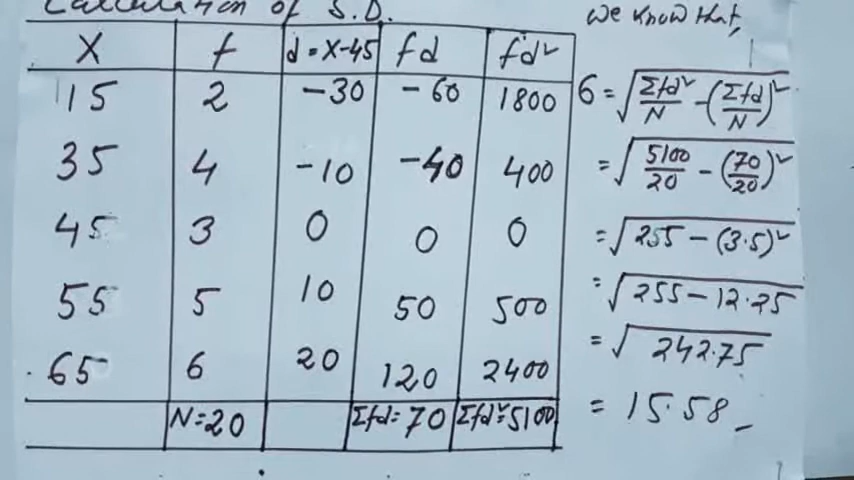 Calculation of S.D.
X f d = X-45 fd fd²
15 2 -30 -60 1800
35 4 -10 -40 400
45 3 0 0 0
55 5 10 50 500
65 6 20 120 2400
N=20 Σfd=70 Σfd²=5100
we know that,
6 = √Σfd²/N - (Σfd/N)²
= √5100/20 - (70/20)²
= √255 - (3.5)²
= √255 - 12.25
= √242.75
= 15.58